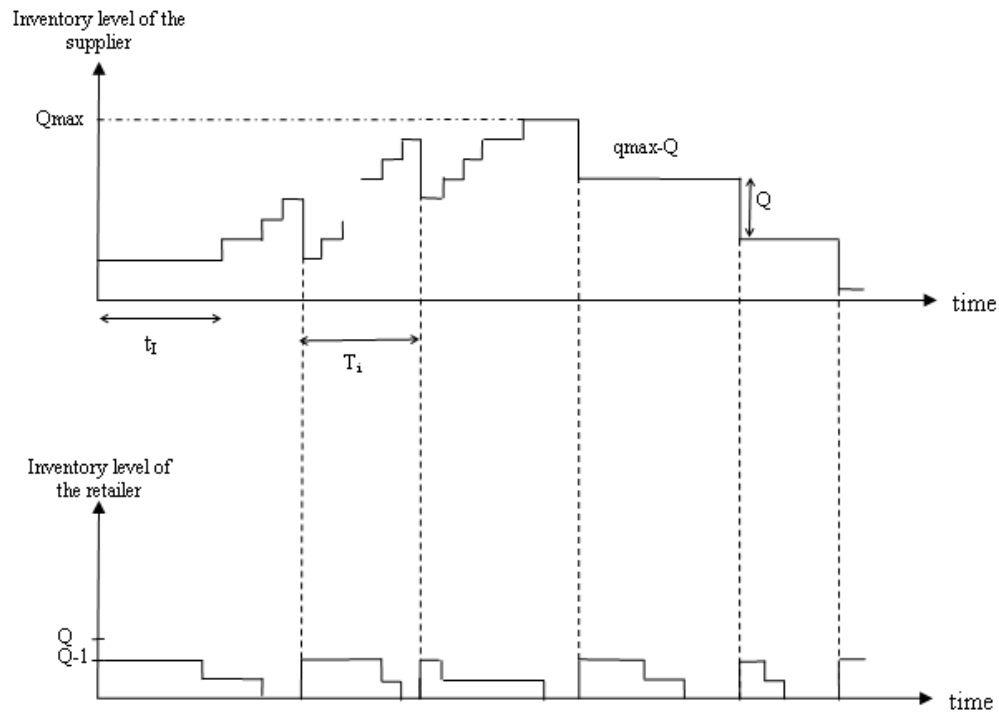 Inventory level of the
supplier
Qmax
qmax-Q
Q
time
tI
Ti
Inventory level of
the retailer
Q
Q-1
time